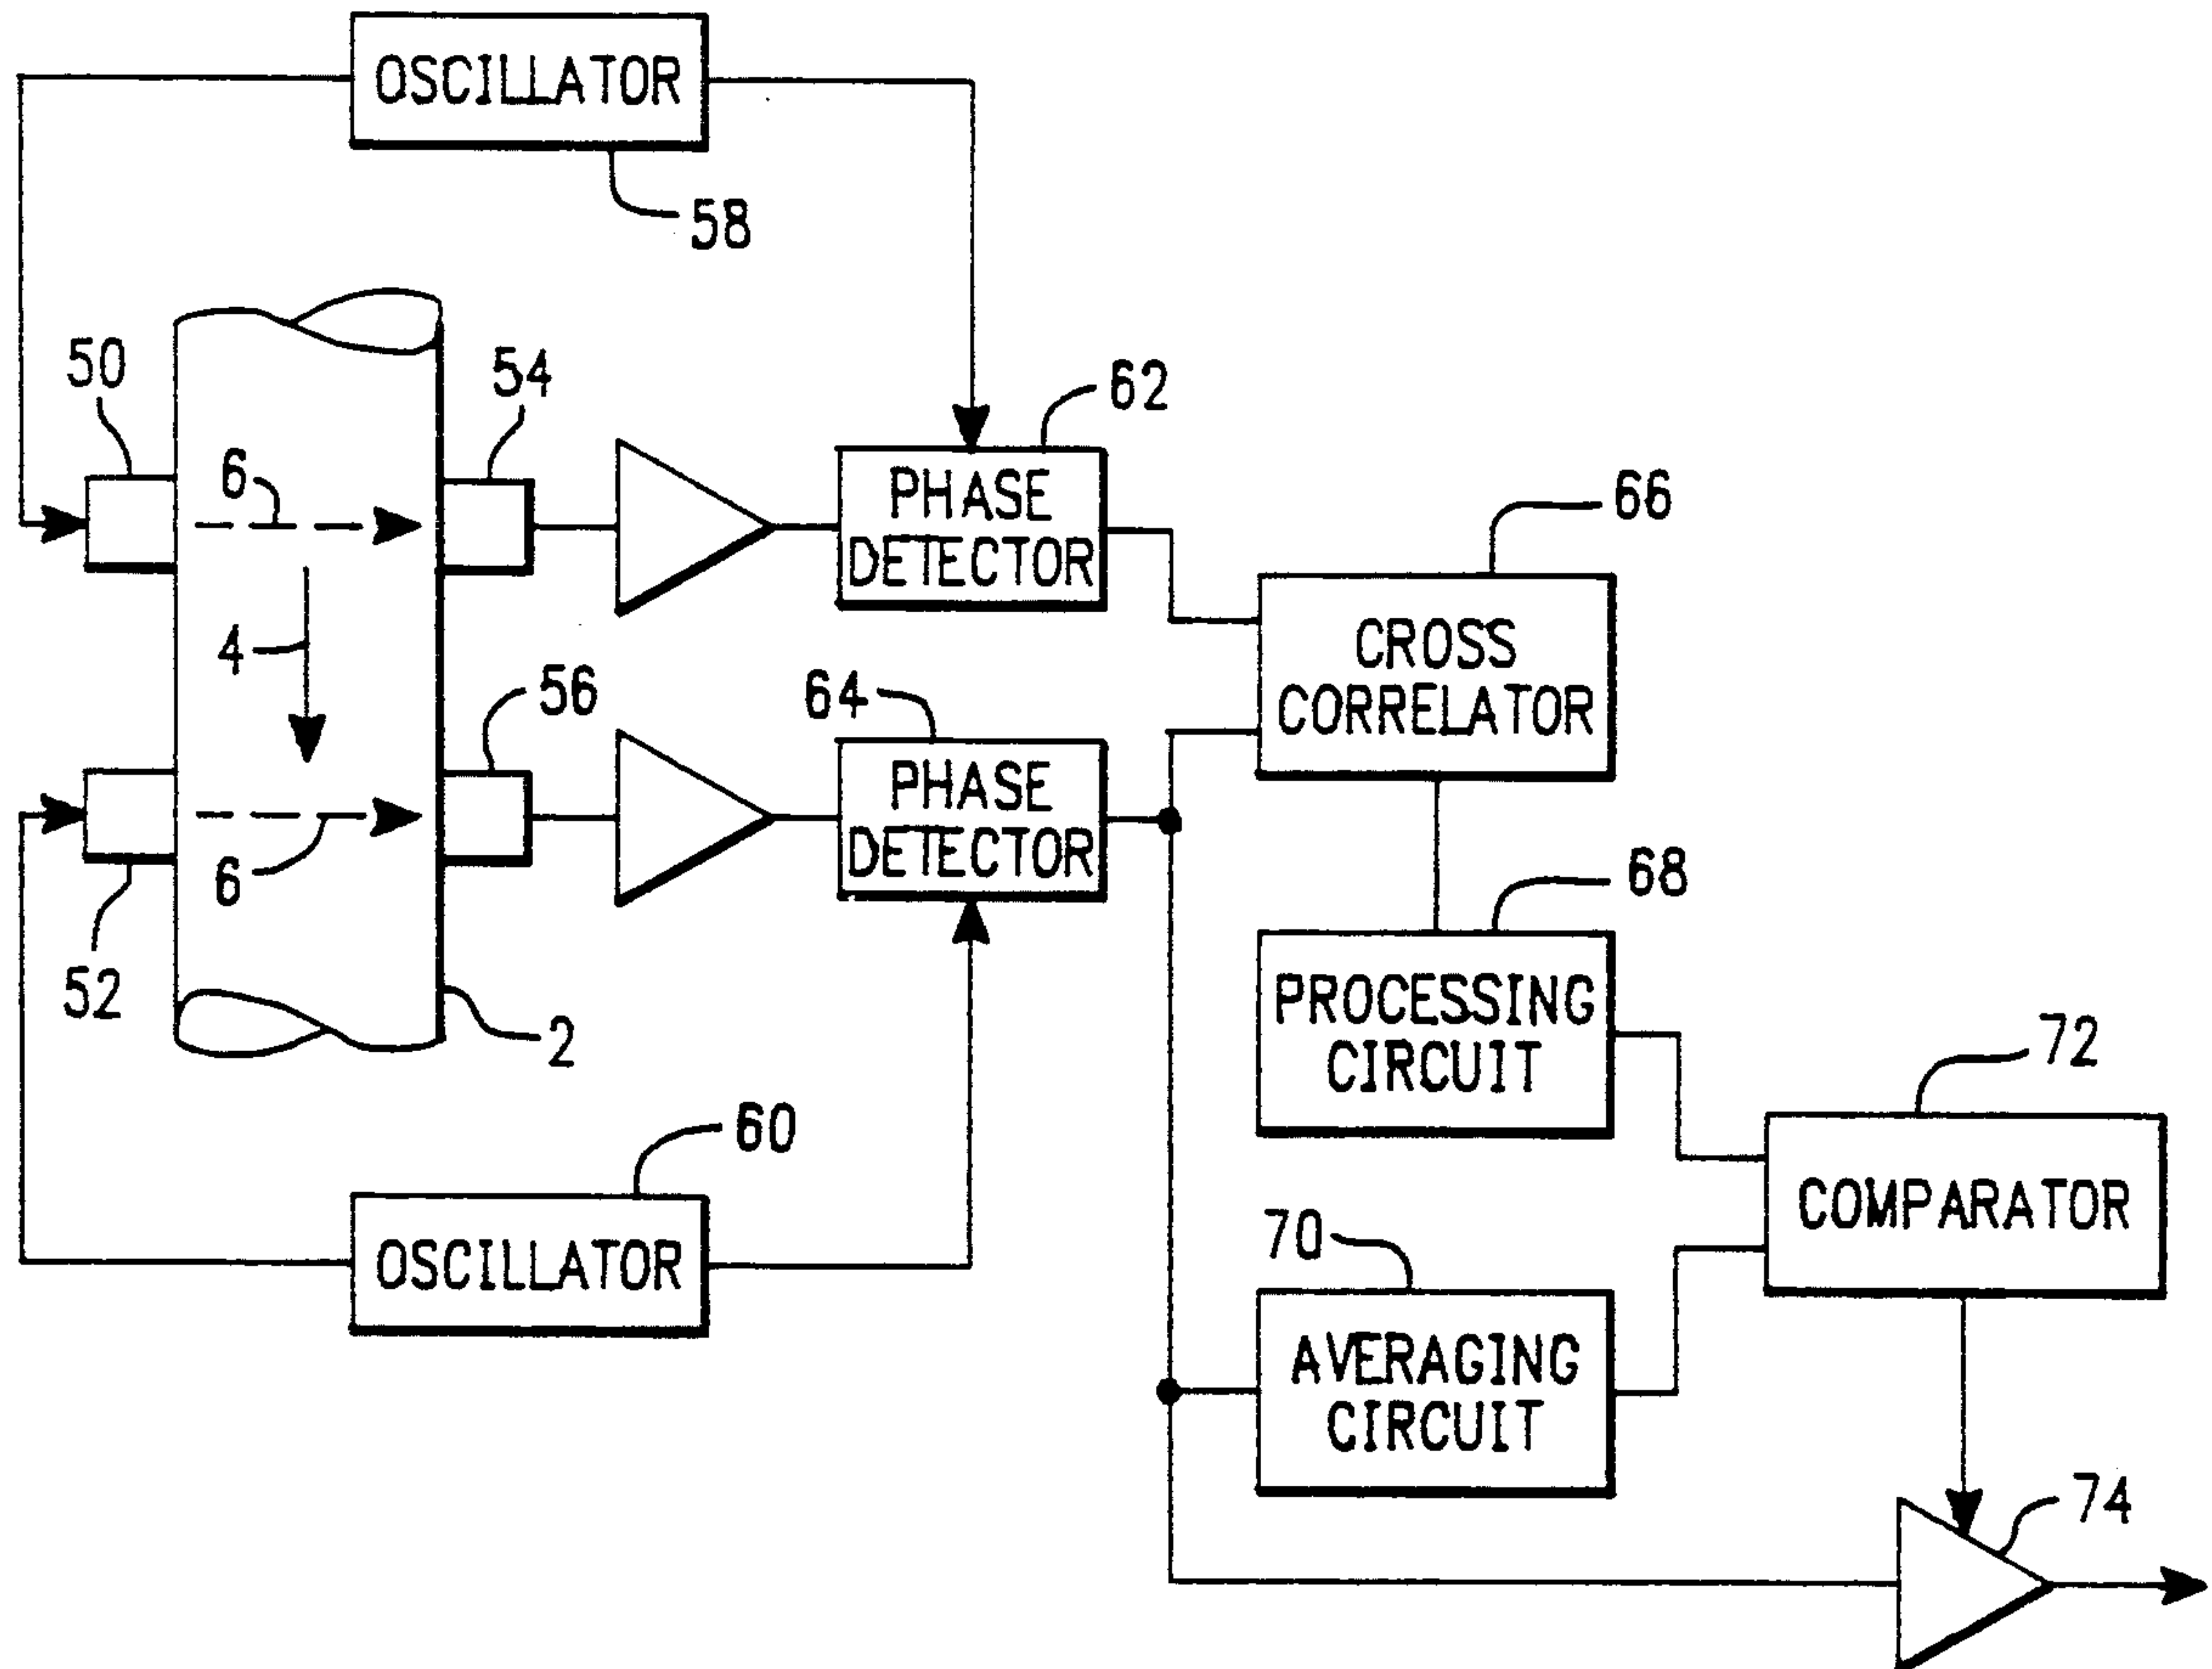 OSCILLATOR
58
50
54
62
6
PHASE
DETECTOR
66
4
CROSS
CORRELATOR
56
64
PHASE
DETECTOR
6
68
52
2
PROCESSING
CIRCUIT
72
60
COMPARATOR
OSCILLATOR
70
AVERAGING
CIRCUIT
74